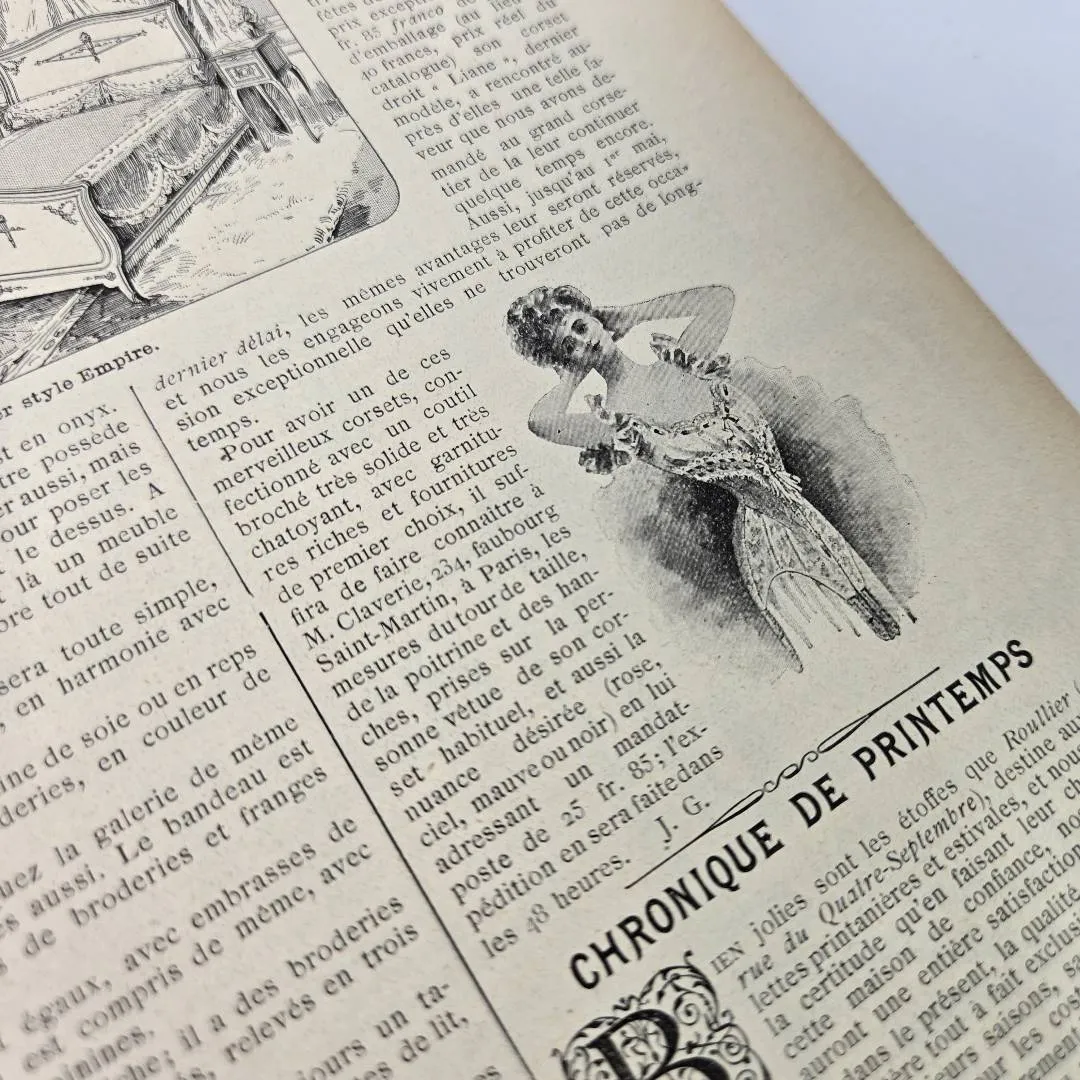 style Empire.
st en onyx.
possède
er aussi, mais
pour poser les
le dessus. A
là un meuble
tout de suite
sera toute simple,
en harmonie avec
de soie ou en reps
en couleur de
la galerie de même
aussi. Le bandeau est
de broderies et franges
égaux, avec embrasses de
est compris de même, avec
il a des broderies
relevés en trois
un ta-
de lit,
prix
fr. 85 franco
d'emballage (au lieu
40 francs, prix réel du
catalogue) son corset
droit " Liane ", dernier
modèle, a rencontré au-
près d'elles une telle fa-
veur que nous avons de-
mandé au grand corse-
tier de la leur continuer
quelque temps encore.
Aussi, jusqu'au 1er mai,
dernier délai, les mêmes avantages leur seront réservés,
et nous les engageons vivement à profiter de cette occa-
sion exceptionnelle qu'elles ne trouveront pas de long-
temps.
Pour avoir un de ces
merveilleux corsets, con-
fectionné avec un coutil
broché très solide et très
chatoyant, avec garnitu-
res riches et fournitures
de premier choix, il suf-
fira de faire connaître à
M. Claverie, 234, faubourg
Saint-Martin, à Paris, les
mesures du tour de taille,
de la poitrine et des han-
ches, prises sur la per-
sonne vêtue de son cor-
set habituel, et aussi la
nuance désirée (rose,
ciel, mauve ou noir) en lui
adressant un mandat-
poste de 25 fr. 85; l'ex-
pédition en sera faite dans
les 48 heures. J. G.
CHRONIQUE DE PRINTEMPS
BIEN jolies sont les étoffes que Roullier
rue du Quatre-Septembre) destine aux
printanières et estivales, et nous
la certitude qu'en faisant leur
cette maison de confiance,
auront une entière satisfaction
dans le présent, la qualité
tout à fait
saisons,
les